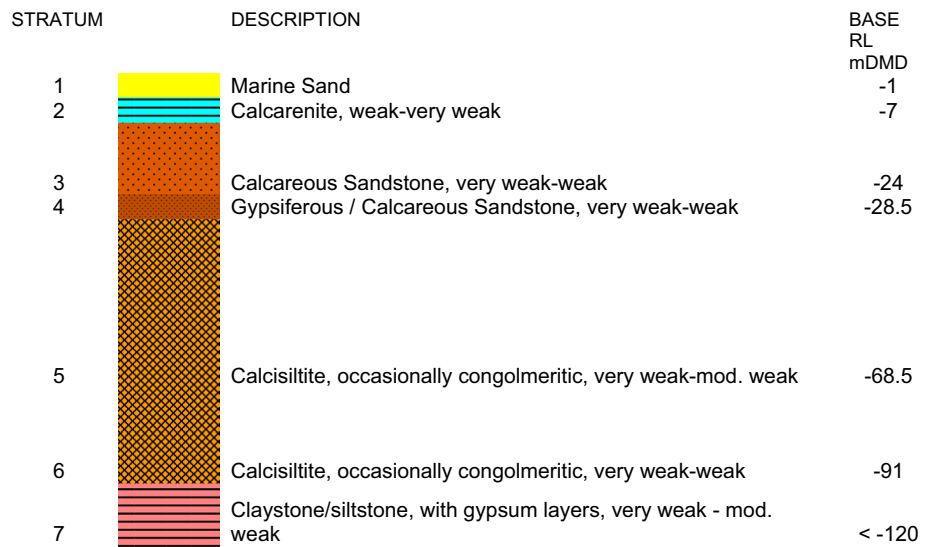 STRATUM DESCRIPTION BASE
RL
mDMD
1 Marine Sand -1
2 Calcarenite, weak-very weak -7
3 Calcareous Sandstone, very weak-weak -24
4 Gypsiferous / Calcareous Sandstone, very weak-weak -28.5
5 Calcisiltite, occasionally congolmeritic, very weak-mod. weak -68.5
6 Calcisiltite, occasionally congolmeritic, very weak-weak -91
Claystone/siltstone, with gypsum layers, very weak - mod.
7 weak < -120